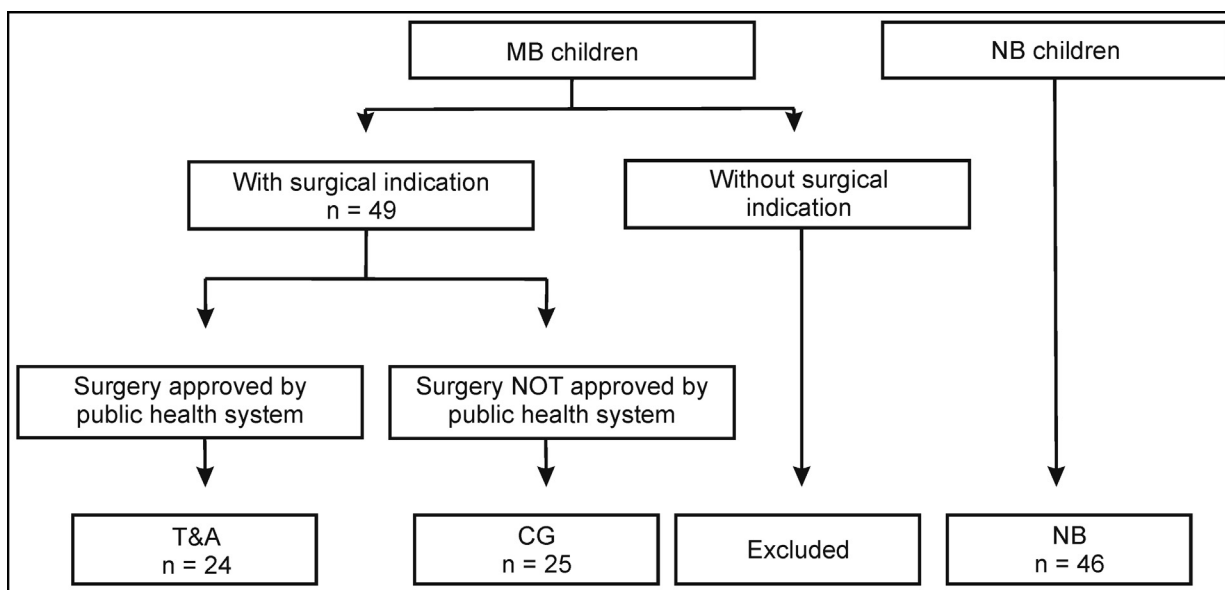 MB children
NB children
With surgical indication
n = 49
Without surgical
indication
Surgery approved by
public health system
Surgery NOT approved by
public health system
T&A
n = 24
CG
n = 25
Excluded
NB
n = 46